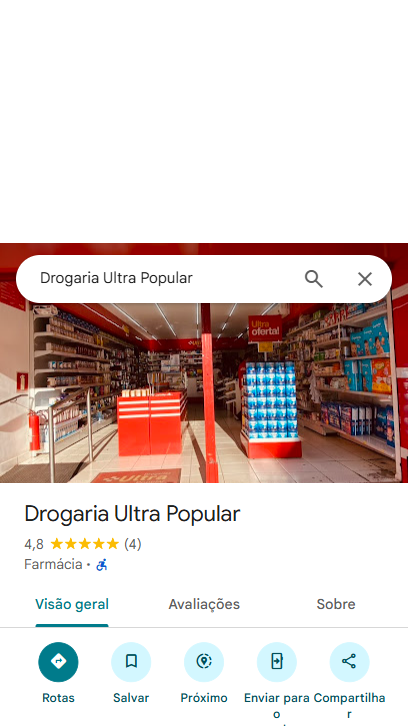 Drogaria Ultra Popular
Ultra
oferta!
Ultra
Drogaria Ultra Popular
4,8 (4)
Farmácia ·
Visão geral Avaliações Sobre
Rotas Salvar Próximo Enviar para o Compartilhar